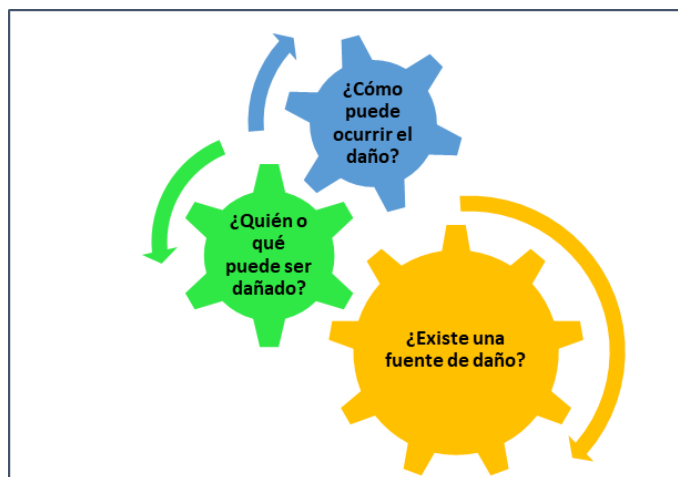 ¿Cómo
puede
ocurrir el
daño?
¿Quién o
qué
puede ser
dañado?
¿Existe una
fuente de daño?